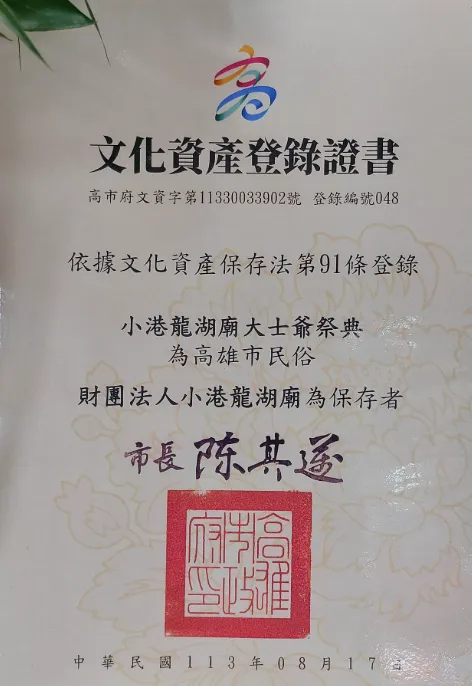 文化資產登錄證書
高市府文資字第11330033902號 登錄編號048
依據文化資產保存法第91條登錄
小港龍湖廟大士爺祭典
為高雄市民俗
財團法人小港龍湖廟為保存者
市長 陈其邁
高雄市政府印
中華民國113年08月17日